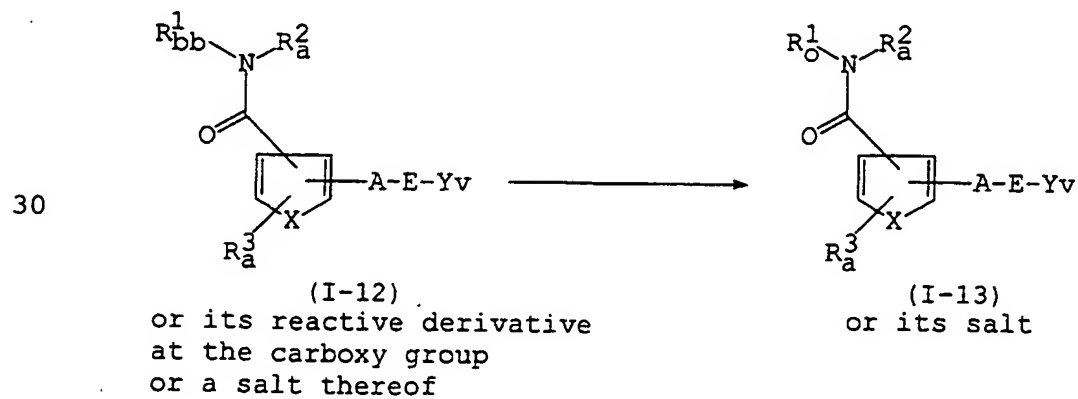 R¹bb N R²a R¹o N R²a
O O
30 A-E-Yv A-E-Yv
X X
R³a R³a
(I-12) (I-13)
or its reactive derivative or its salt
at the carboxy group
or a salt thereof